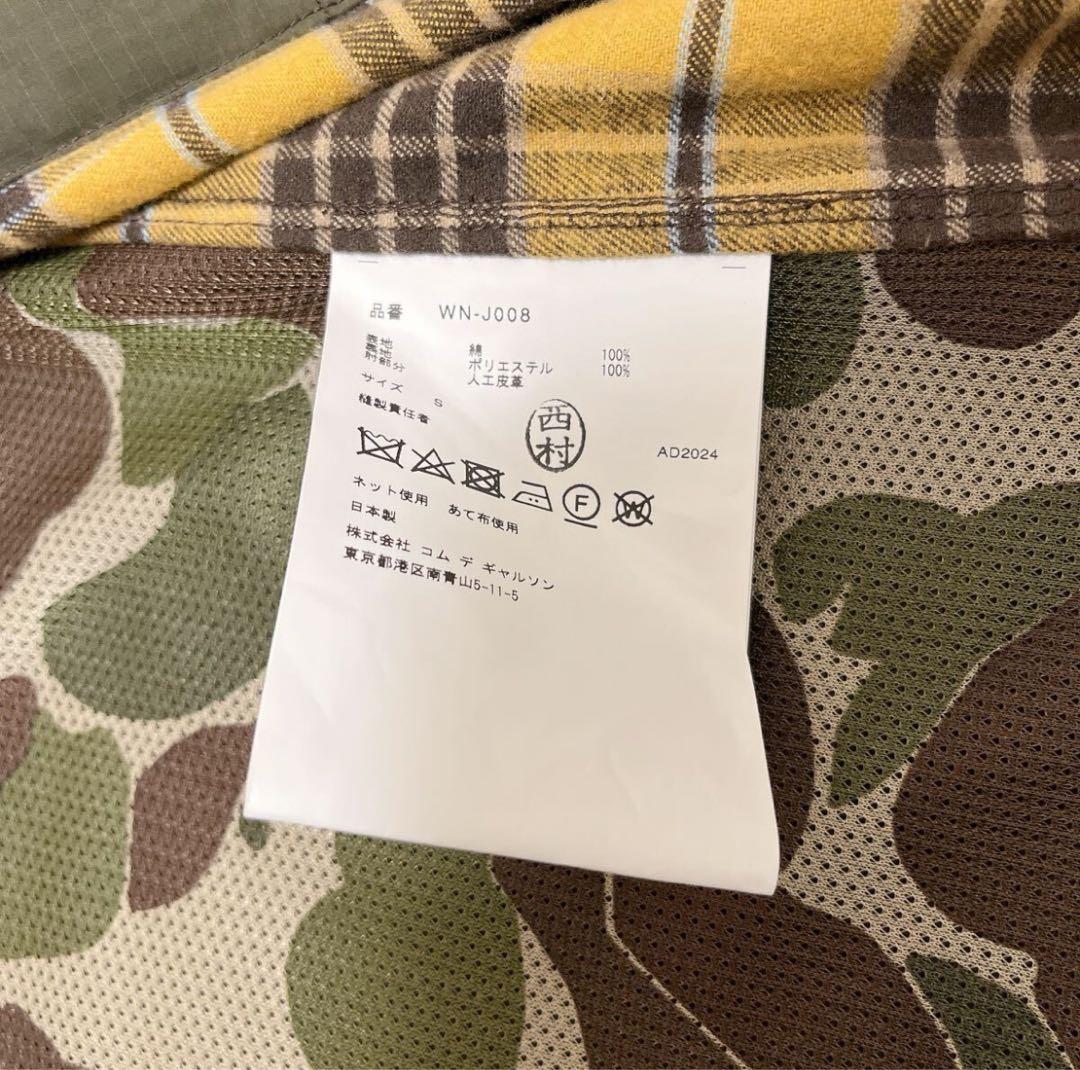 品番 WN-J008
表地 綿 100%
裏地 ポリエステル 100%
肘部分 人工皮革
サイズ S
縫製責任者 西村
AD2024
F W
ネット使用 あて布使用
日本製
株式会社 コム デ ギャルソン
東京都港区南青山5-11-5